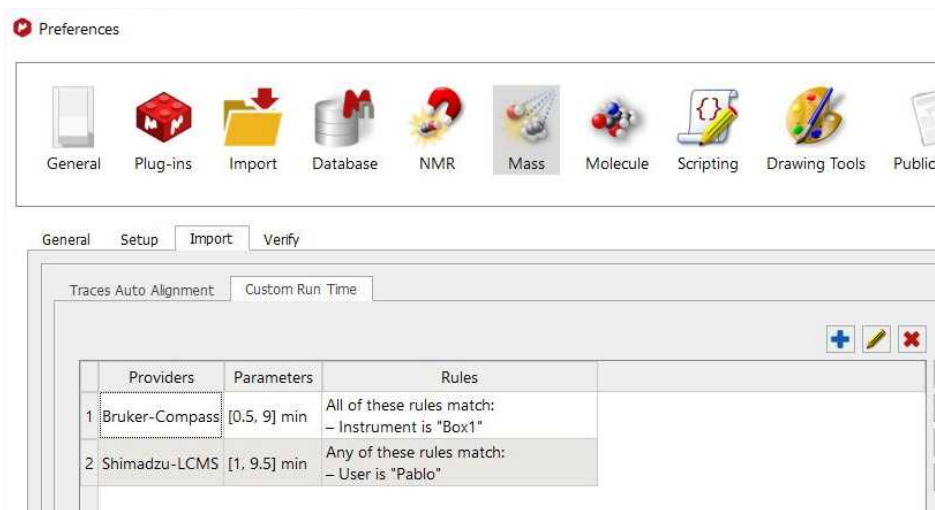 Preferences
General Plug-ins Import Database NMR Mass Molecule Scripting Drawing Tools Public
General Setup Import Verify
Traces Auto Alignment Custom Run Time
Providers Parameters Rules
1 Bruker-Compass [0.5, 9] min All of these rules match:
– Instrument is "Box1"
2 Shimadzu-LCMS [1, 9.5] min Any of these rules match:
– User is "Pablo"